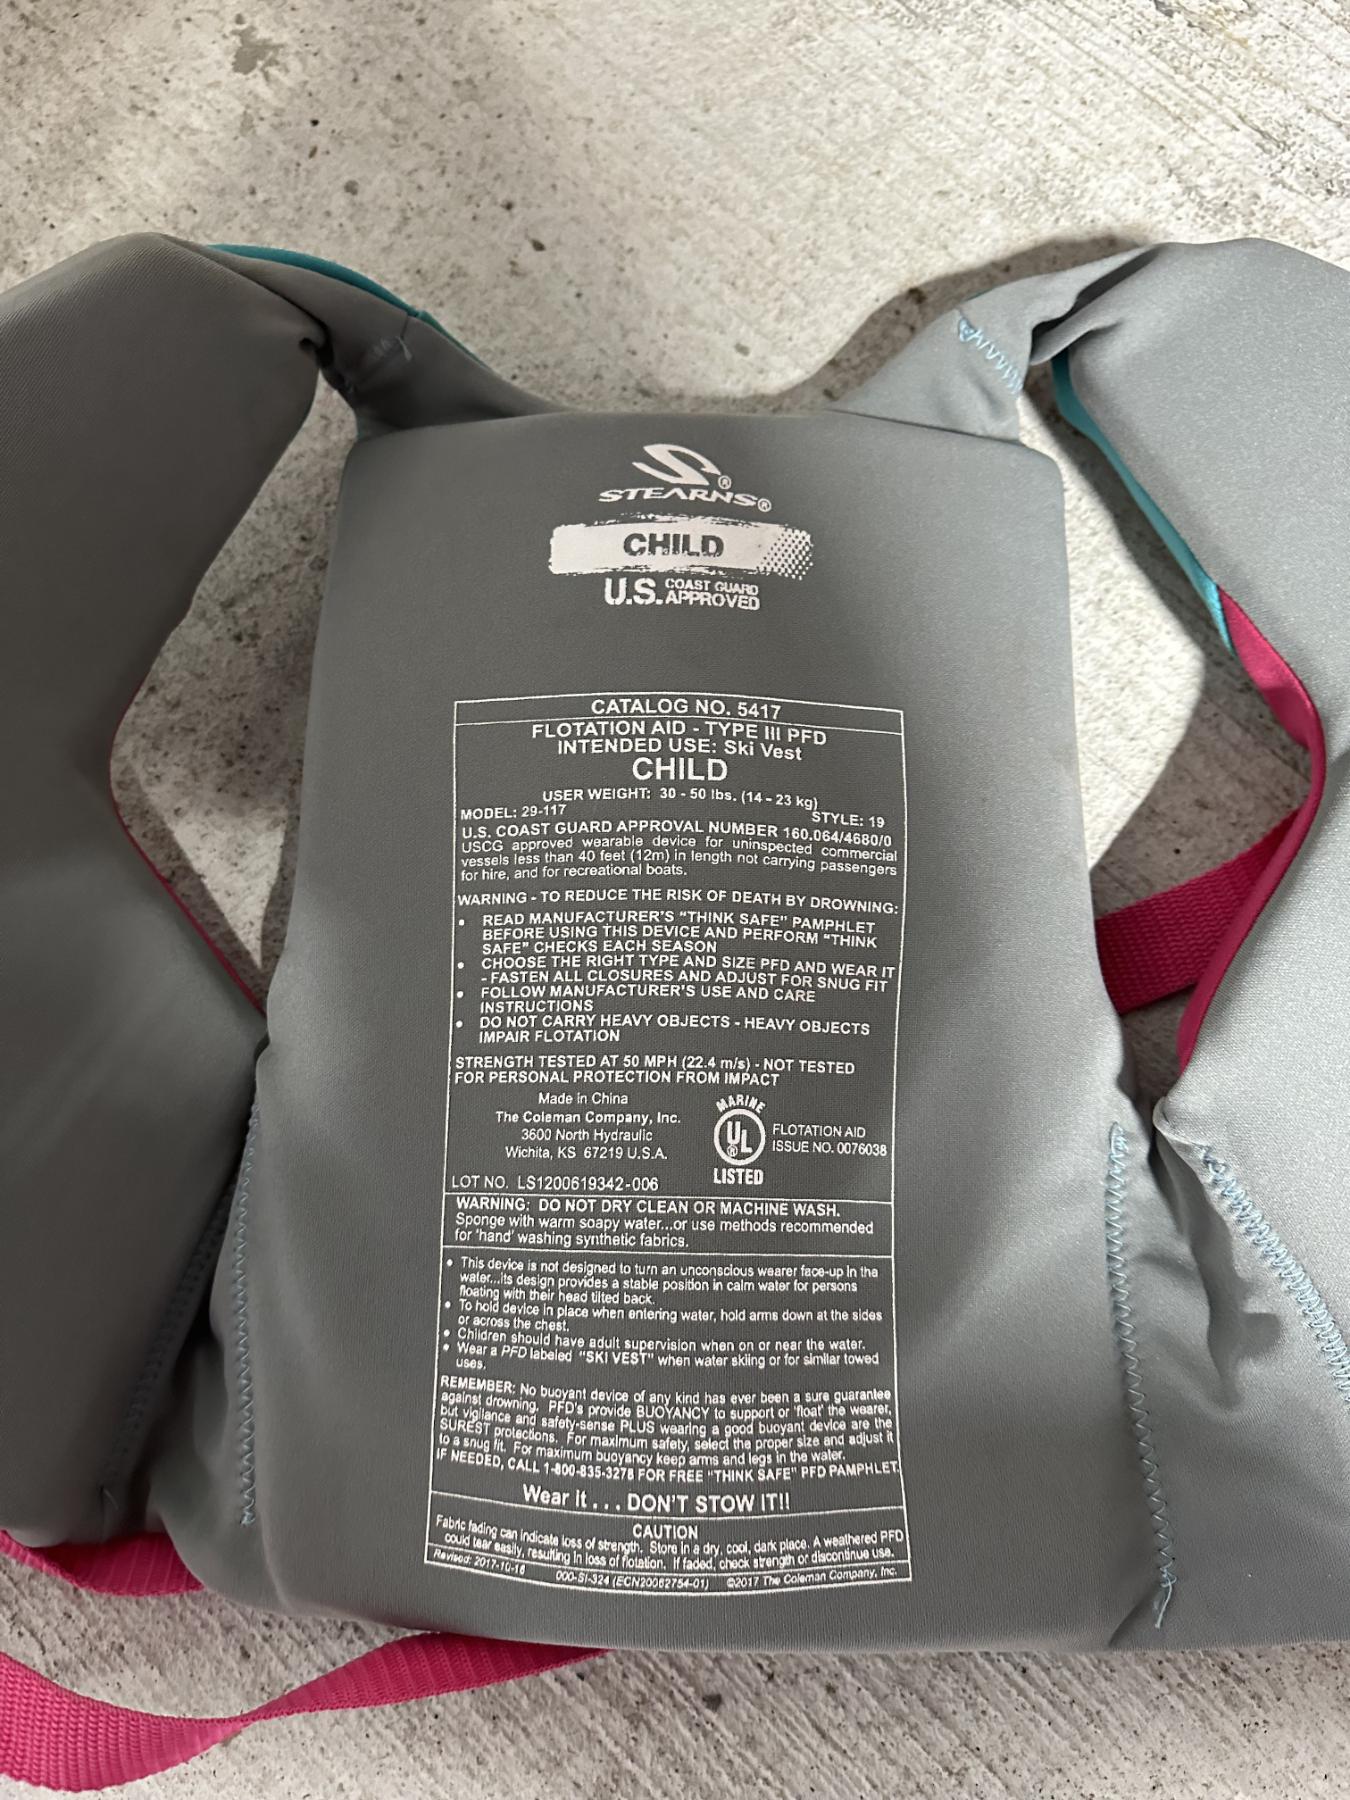 STEARNS®
CHILD
U.S. COAST GUARD
APPROVED
CATALOG NO. 5417
FLOTATION AID - TYPE III PFD
INTENDED USE: Ski Vest
CHILD
USER WEIGHT: 30 - 50 lbs. (14 - 23 kg)
MODEL: 29-117
STYLE: 19
U.S. COAST GUARD APPROVAL NUMBER 160.064/4680/0
USCG approved wearable device for uninspected commercial
vessels less than 40 feet (12m) in length not carrying passengers
for hire, and for recreational boats.
WARNING - TO REDUCE THE RISK OF DEATH BY DROWNING:
• READ MANUFACTURER'S "THINK SAFE" PAMPHLET
BEFORE USING THIS DEVICE AND PERFORM "THINK
SAFE" CHECKS EACH SEASON
• CHOOSE THE RIGHT TYPE AND SIZE PFD AND WEAR IT
- FASTEN ALL CLOSURES AND ADJUST FOR SNUG FIT
• FOLLOW MANUFACTURER'S USE AND CARE
INSTRUCTIONS
• DO NOT CARRY HEAVY OBJECTS - HEAVY OBJECTS
IMPAIR FLOTATION
STRENGTH TESTED AT 50 MPH (22.4 m/s) - NOT TESTED
FOR PERSONAL PROTECTION FROM IMPACT
Made in China
The Coleman Company, Inc.
3600 North Hydraulic
Wichita, KS 67219 U.S.A.
MARINE
UL®
LISTED
FLOTATION AID
ISSUE NO. 0076038
LOT NO. LS1200619342-006
WARNING: DO NOT DRY CLEAN OR MACHINE WASH.
Sponge with warm soapy water...or use methods recommended
for 'hand' washing synthetic fabrics.
• This device is not designed to turn an unconscious wearer face-up in the
water...its design provides a stable position in calm water for persons
floating with their head tilted back.
• To hold device in place when entering water, hold arms down at the sides
or across the chest.
• Children should have adult supervision when on or near the water.
• Wear a PFD labeled "SKI VEST" when water skiing or for similar towed
uses.
REMEMBER: No buoyant device of any kind has ever been a sure guarantee
against drowning. PFD's provide BUOYANCY to support or 'float' the wearer,
but vigilance and safety-sense PLUS wearing a good buoyant device are the
SUREST protections. For maximum safety, select the proper size and adjust it
to a snug fit. For maximum buoyancy keep arms and legs in the water.
IF NEEDED, CALL 1-800-835-3278 FOR FREE "THINK SAFE" PFD PAMPHLET.
Wear it . . . DON'T STOW IT!!
CAUTION
Fabric fading can indicate loss of strength. Store in a dry, cool, dark place. A weathered PFD
could tear easily, resulting in loss of flotation. If faded, check strength or discontinue use.
Revised: 2017-10-16 000-SI-324 (ECN20062754-01) ©2017 The Coleman Company, Inc.